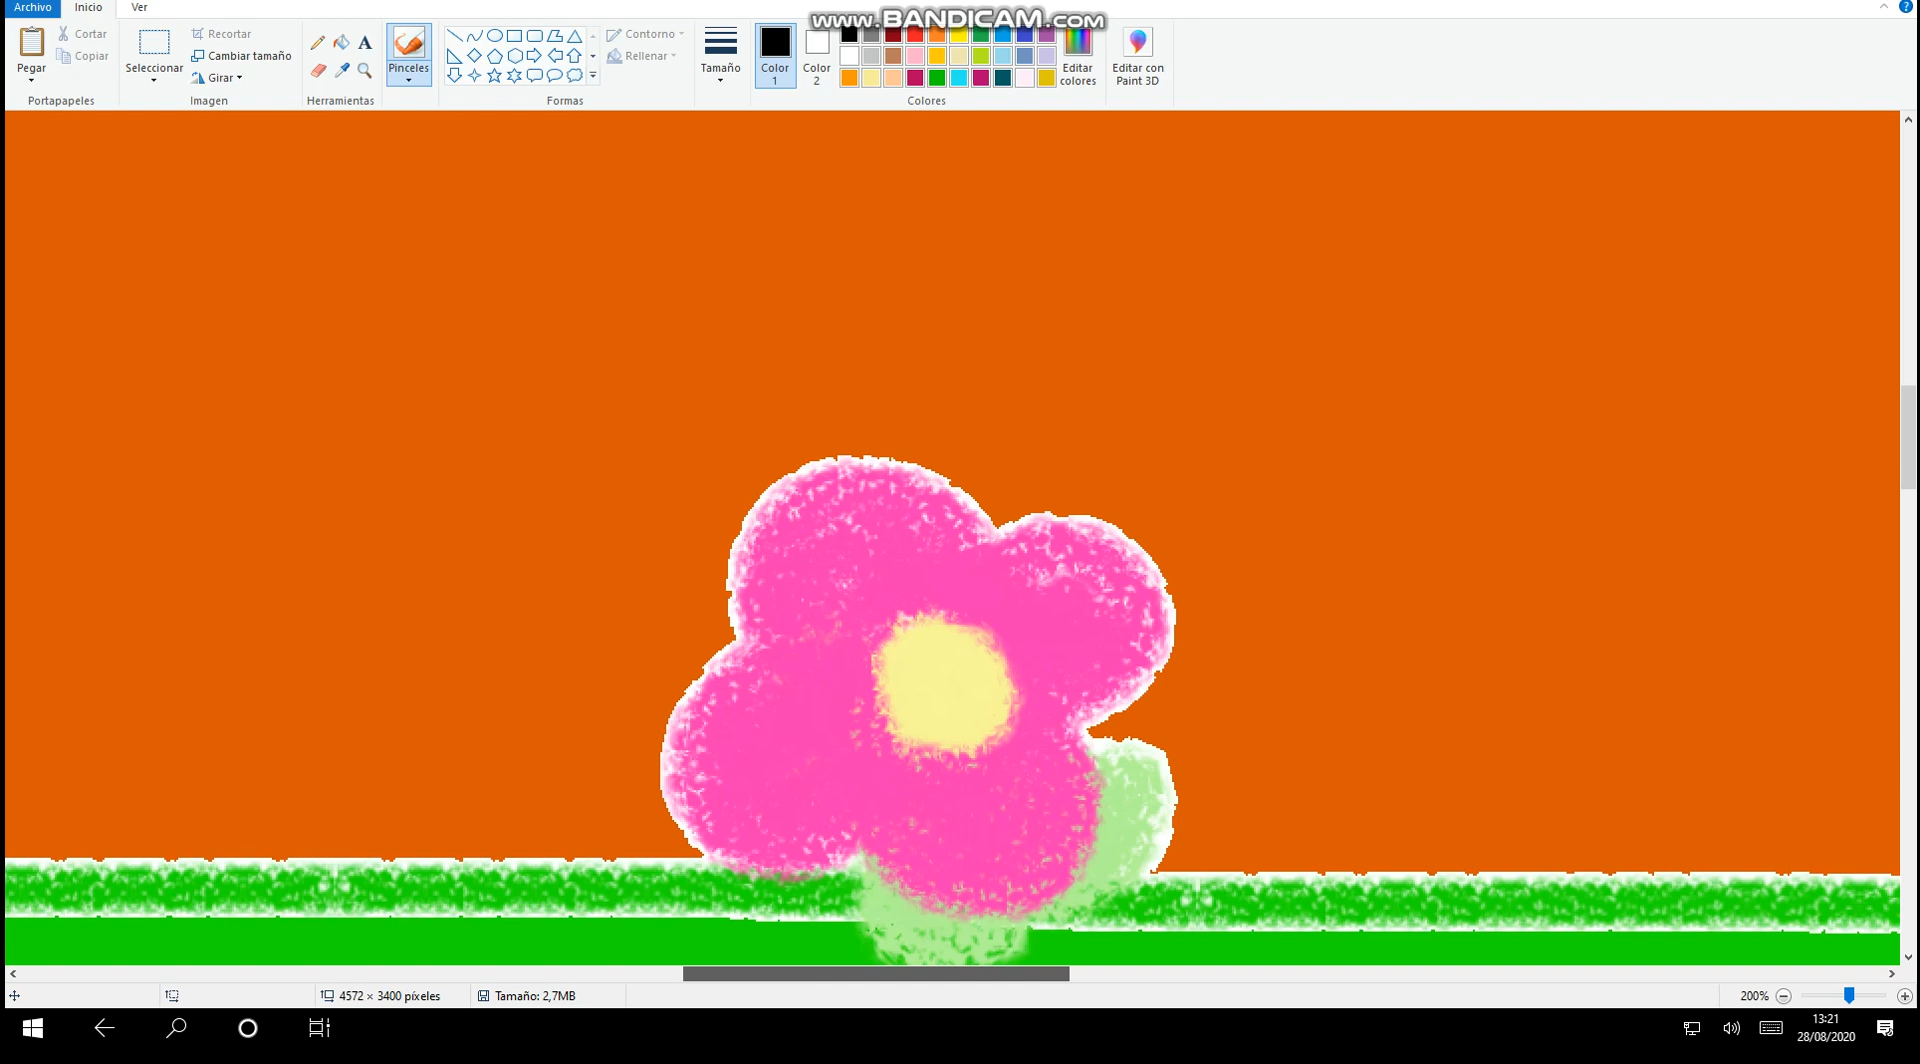 Archivo Inicio Ver
www.BANDICAM.com
Pegar
Cortar
Copiar
Portapapeles
Seleccionar
Recortar
Cambiar tamaño
Girar
Imagen
A
Herramientas
Pinceles
Formas
Contorno
Rellenar
Tamaño
Color
1
Color
2
Colores
Editar
colores
Editar con
Paint 3D
4572 × 3400 píxeles
Tamaño: 2,7MB
200%
13:21
28/08/2020